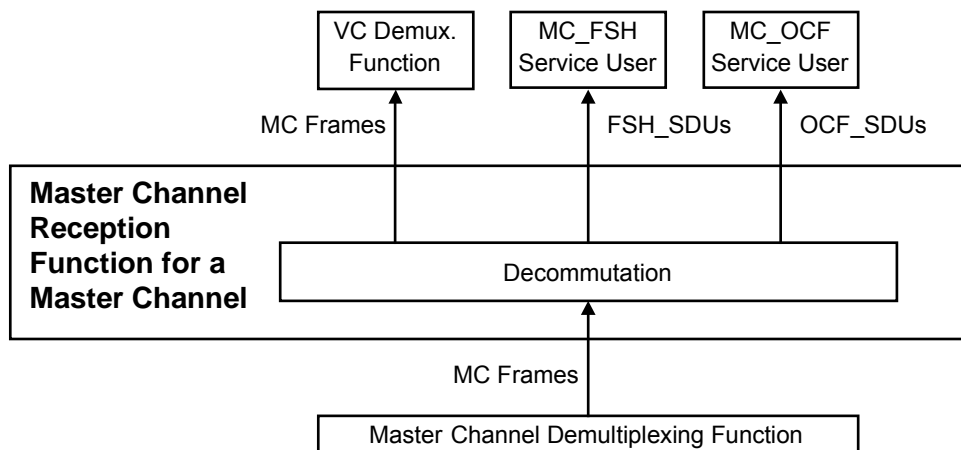 VC Demux.
Function
MC_FSH
Service User
MC_OCF
Service User
MC Frames
FSH_SDUs
OCF_SDUs
Master Channel
Reception
Function for a
Master Channel
Decommutation
MC Frames
Master Channel Demultiplexing Function